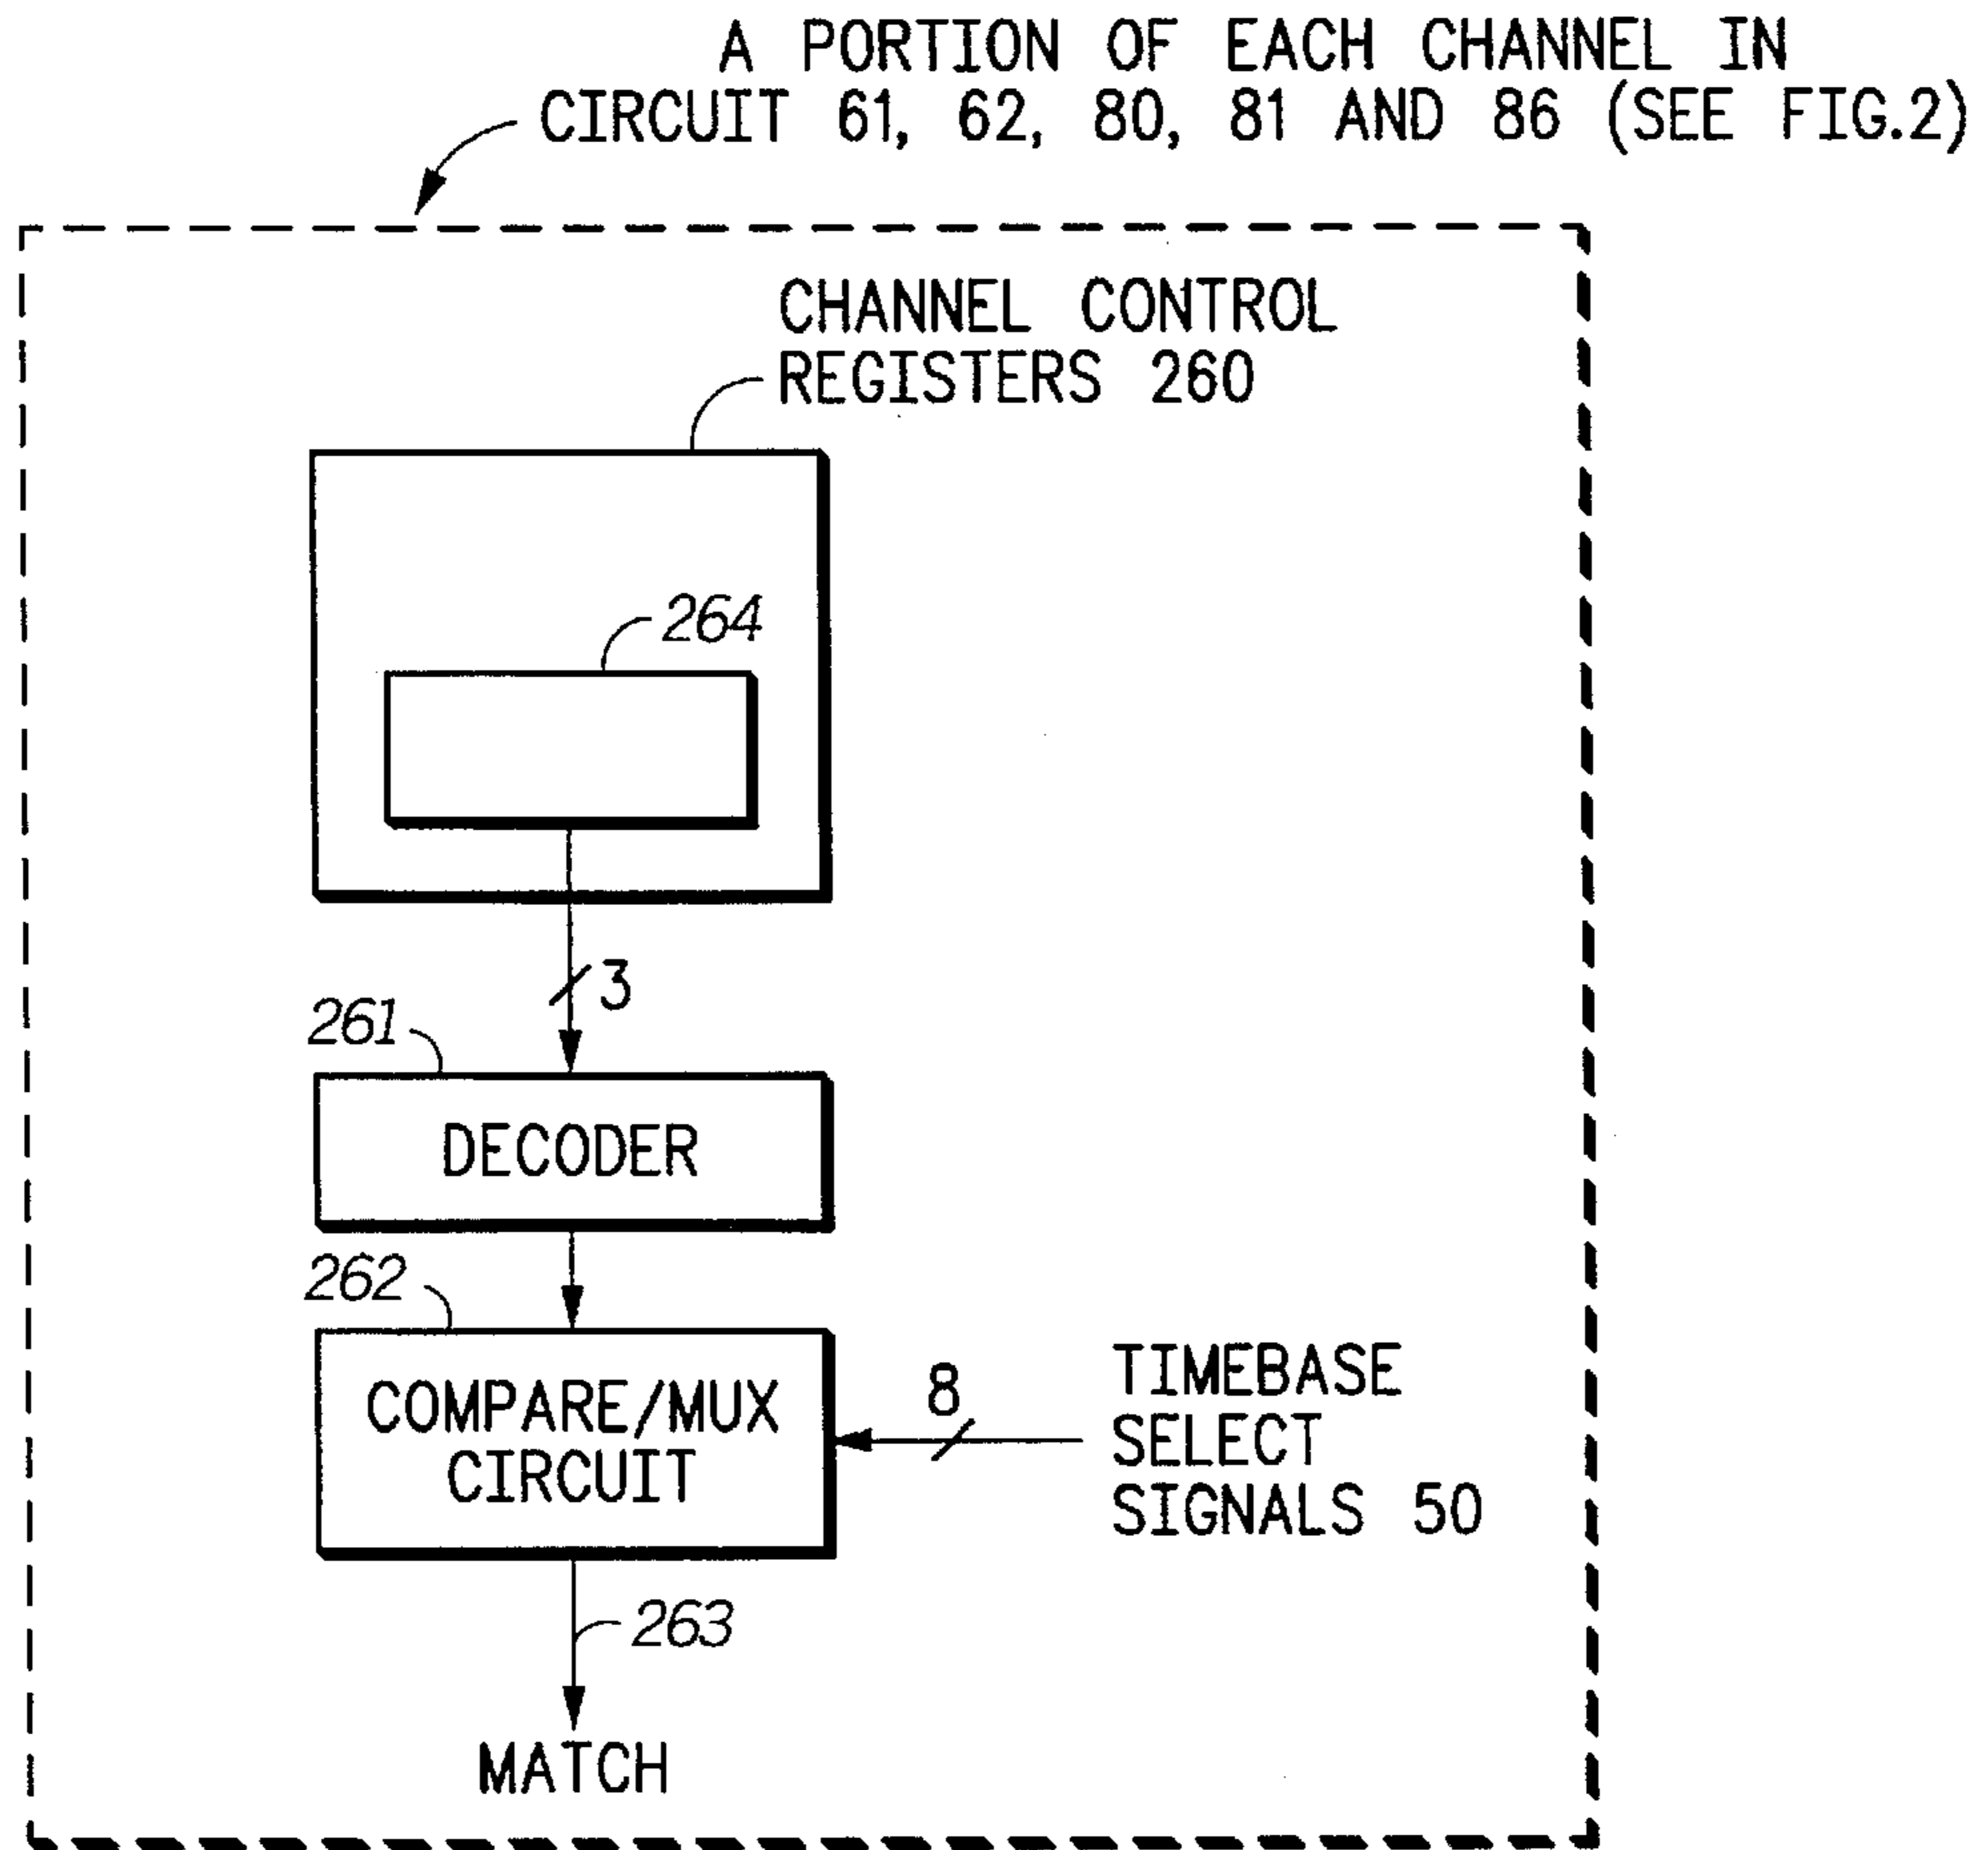 A PORTION OF EACH CHANNEL IN
CIRCUIT 61, 62, 80, 81 AND 86 (SEE FIG.2)
CHANNEL CONTROL
REGISTERS 260
264
3
261
DECODER
262
COMPARE/MUX
CIRCUIT
8
TIMEBASE
SELECT
SIGNALS 50
263
MATCH